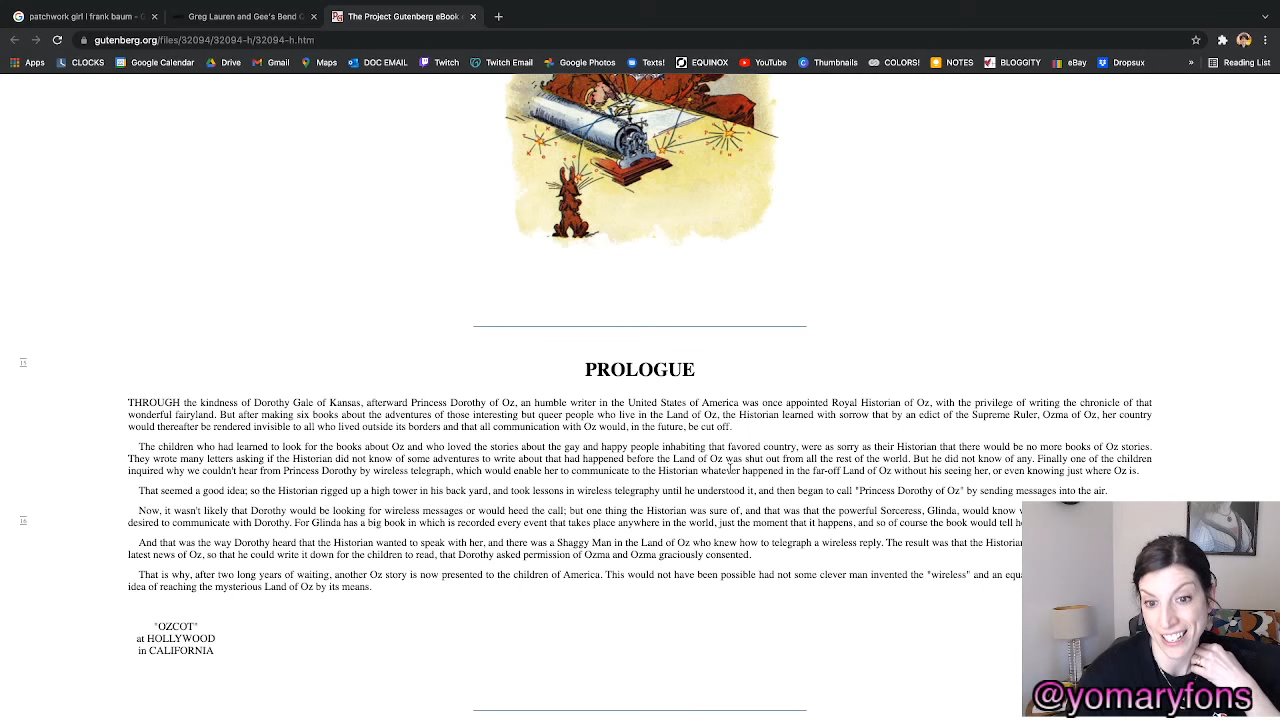 patchwork girl l frank baum - G
Greg Lauren and Gee's Bend Q
The Project Gutenberg eBook
gutenberg.org/files/32094/32094-h/32094-h.htm
Apps CLOCKS Google Calendar Drive Gmail Maps DOC EMAIL Twitch Twitch Email Google Photos Texts! EQUINOX YouTube Thumbnails COLORS! NOTES BLOGGITY eBay Dropsux » Reading List
15
PROLOGUE
THROUGH the kindness of Dorothy Gale of Kansas, afterward Princess Dorothy of Oz, an humble writer in the United States of America was once appointed Royal Historian of Oz, with the privilege of writing the chronicle of that
wonderful fairyland. But after making six books about the adventures of those interesting but queer people who live in the Land of Oz, the Historian learned with sorrow that by an edict of the Supreme Ruler, Ozma of Oz, her country
would thereafter be rendered invisible to all who lived outside its borders and that all communication with Oz would, in the future, be cut off.
The children who had learned to look for the books about Oz and who loved the stories about the gay and happy people inhabiting that favored country, were as sorry as their Historian that there would be no more books of Oz stories.
They wrote many letters asking if the Historian did not know of some adventures to write about that had happened before the Land of Oz was shut out from all the rest of the world. But he did not know of any. Finally one of the children
inquired why we couldn't hear from Princess Dorothy by wireless telegraph, which would enable her to communicate to the Historian whatever happened in the far-off Land of Oz without his seeing her, or even knowing just where Oz is.
That seemed a good idea; so the Historian rigged up a high tower in his back yard, and took lessons in wireless telegraphy until he understood it, and then began to call "Princess Dorothy of Oz" by sending messages into the air.
Now, it wasn't likely that Dorothy would be looking for wireless messages or would heed the call; but one thing the Historian was sure of, and that was that the powerful Sorceress, Glinda, would know
16
desired to communicate with Dorothy. For Glinda has a big book in which is recorded every event that takes place anywhere in the world, just the moment that it happens, and so of course the book would tell
And that was the way Dorothy heard that the Historian wanted to speak with her, and there was a Shaggy Man in the Land of Oz who knew how to telegraph a wireless reply. The result was that the Historian
latest news of Oz, so that he could write it down for the children to read, that Dorothy asked permission of Ozma and Ozma graciously consented.
That is why, after two long years of waiting, another Oz story is now presented to the children of America. This would not have been possible had not some clever man invented the "wireless" and an
idea of reaching the mysterious Land of Oz by its means.
"OZCOT"
at HOLLYWOOD
in CALIFORNIA
@yomaryfons